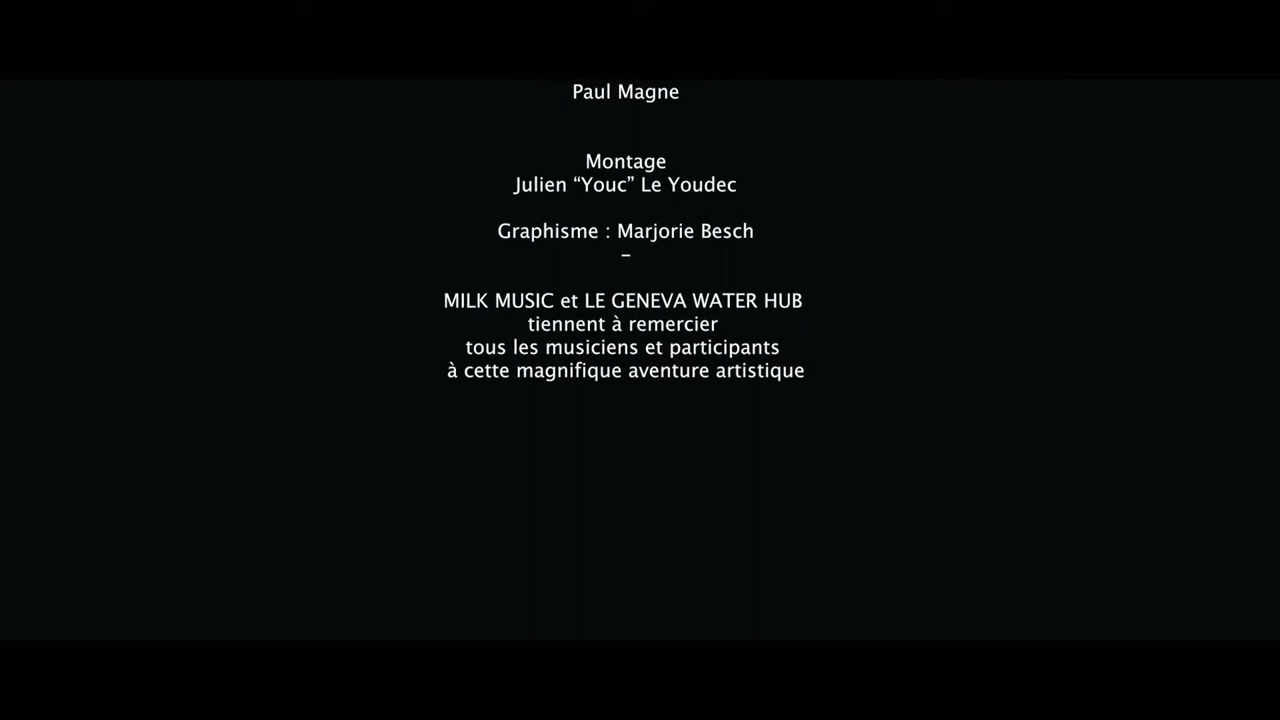 Paul Magne
Montage
Julien “Youc” Le Youdec
Graphisme : Marjorie Besch
–
MILK MUSIC et LE GENEVA WATER HUB
tiennent à remercier
tous les musiciens et participants
à cette magnifique aventure artistique